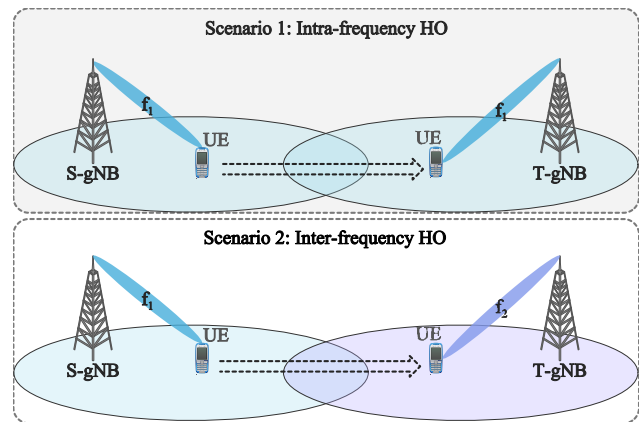 Scenario 1: Intra-frequency HO
f₁
f₁
UE
UE
S-gNB
T-gNB
Scenario 2: Inter-frequency HO
f₁
f₂
UE
UE
S-gNB
T-gNB